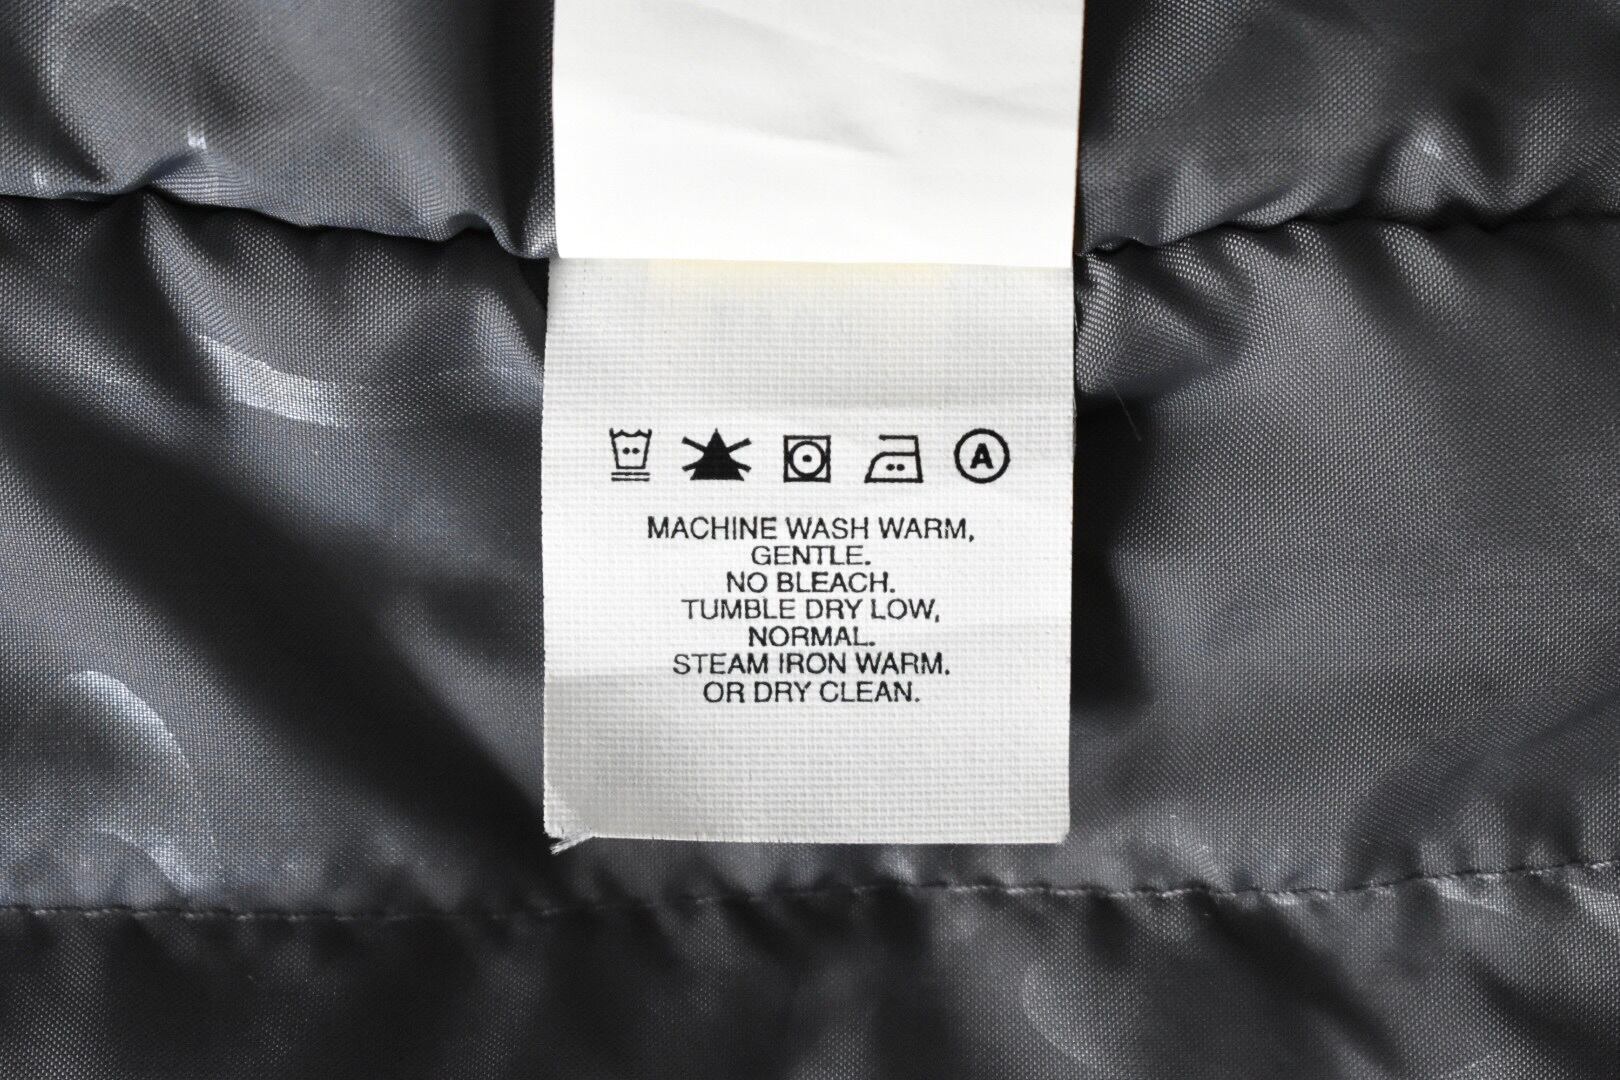 A
MACHINE WASH WARM,
GENTLE.
NO BLEACH.
TUMBLE DRY LOW,
NORMAL.
STEAM IRON WARM.
OR DRY CLEAN.